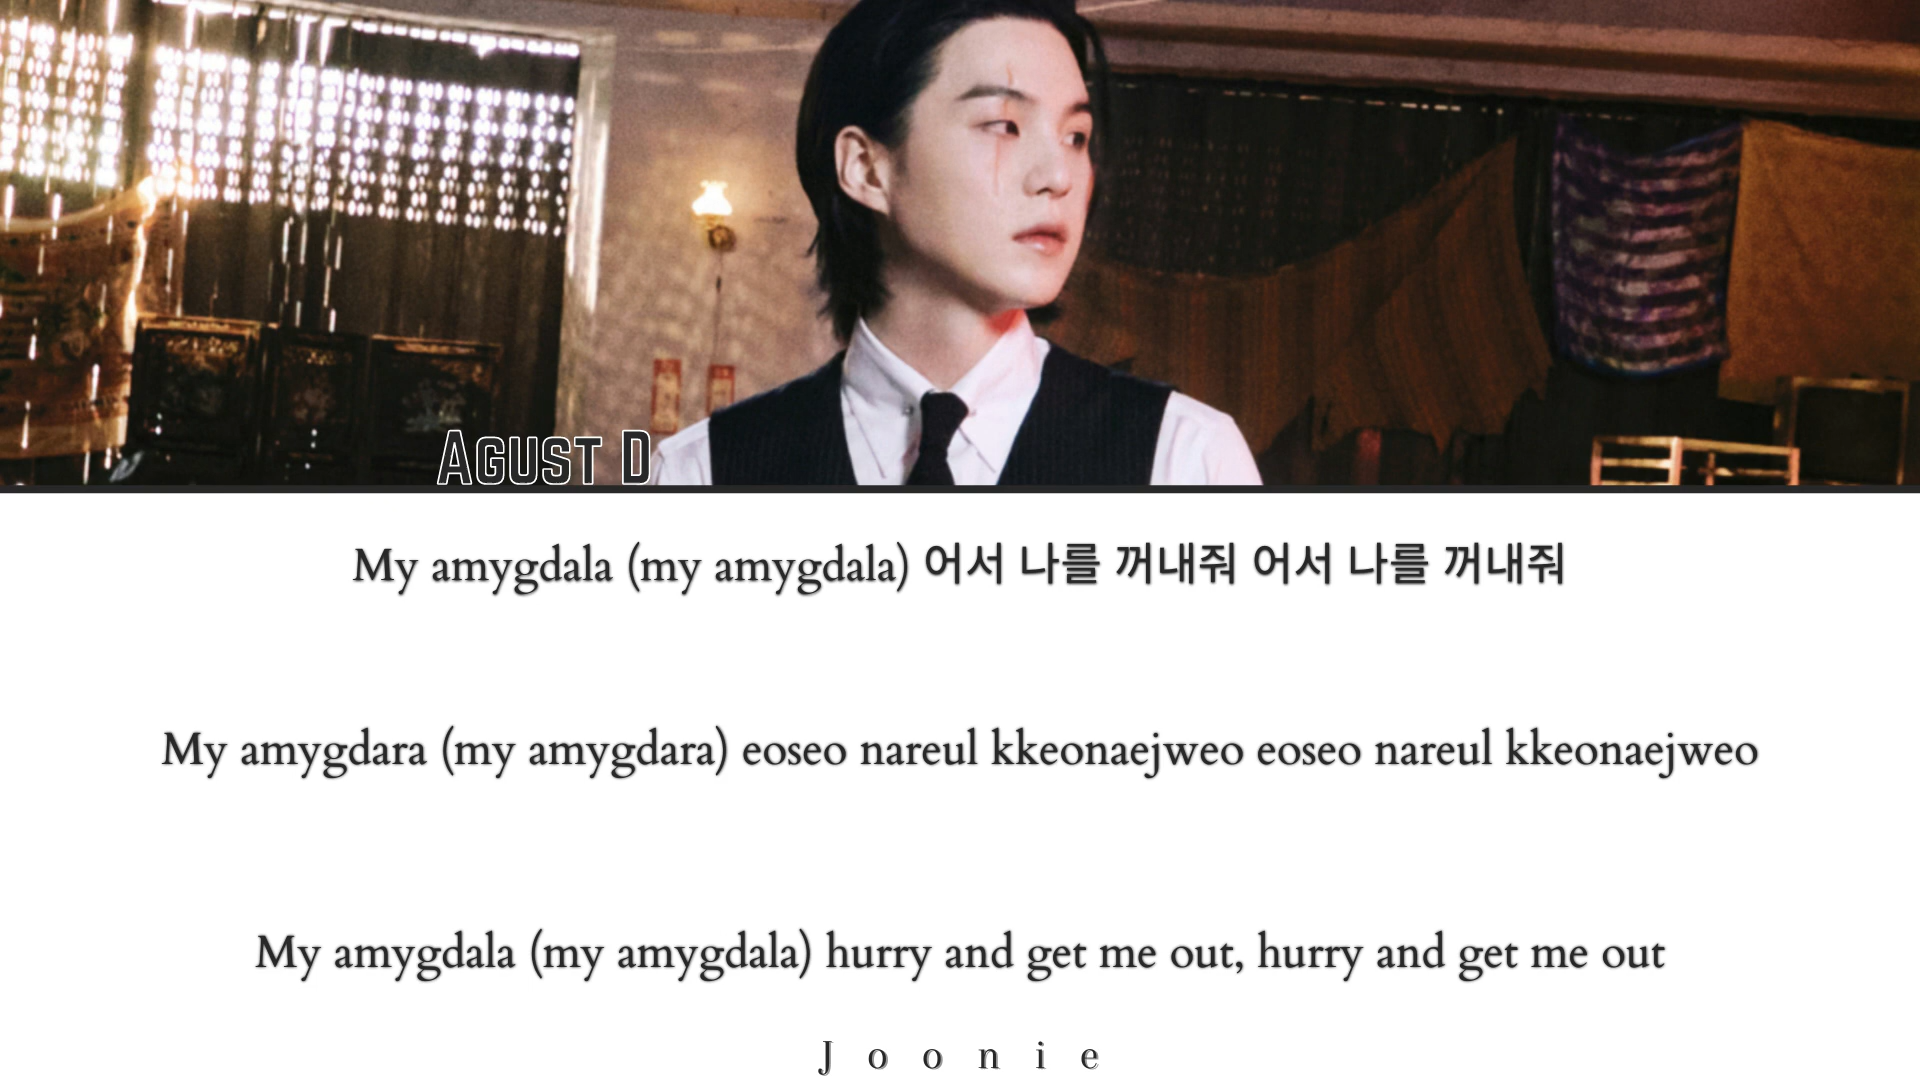 AGUST D
My amygdala (my amygdala) 어서 나를 꺼내줘 어서 나를 꺼내줘
My amygdara (my amygdara) eoseo nareul kkeonaejweo eoseo nareul kkeonaejweo
My amygdala (my amygdala) hurry and get me out, hurry and get me out
Joonie